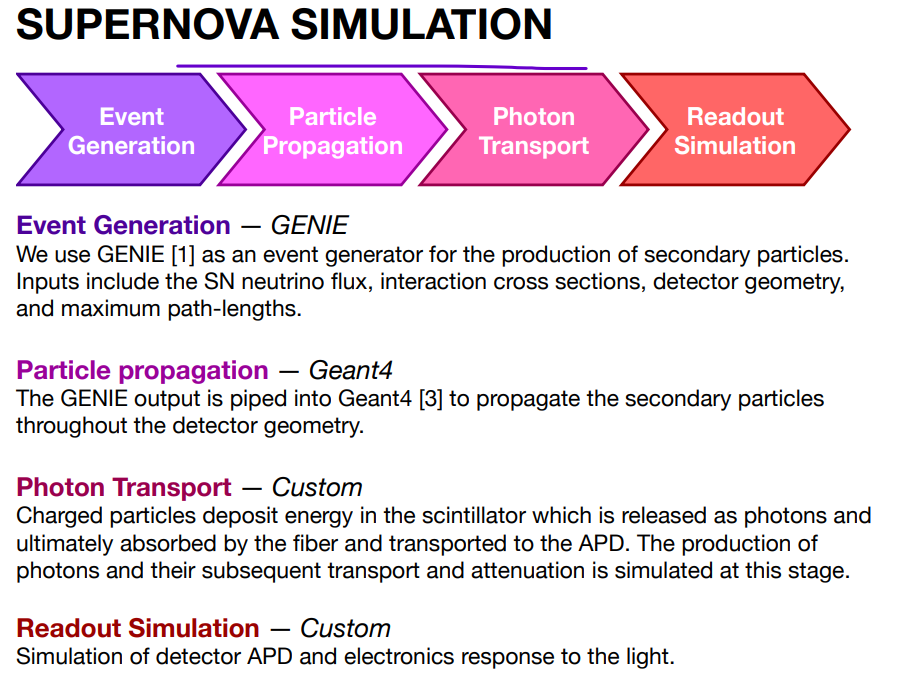 SUPERNOVA SIMULATION
Event
Generation
Particle
Propagation
Photon
Transport
Readout
Simulation
Event Generation — GENIE
We use GENIE [1] as an event generator for the production of secondary particles.
Inputs include the SN neutrino flux, interaction cross sections, detector geometry,
and maximum path-lengths.
Particle propagation — Geant4
The GENIE output is piped into Geant4 [3] to propagate the secondary particles
throughout the detector geometry.
Photon Transport — Custom
Charged particles deposit energy in the scintillator which is released as photons and
ultimately absorbed by the fiber and transported to the APD. The production of
photons and their subsequent transport and attenuation is simulated at this stage.
Readout Simulation — Custom
Simulation of detector APD and electronics response to the light.